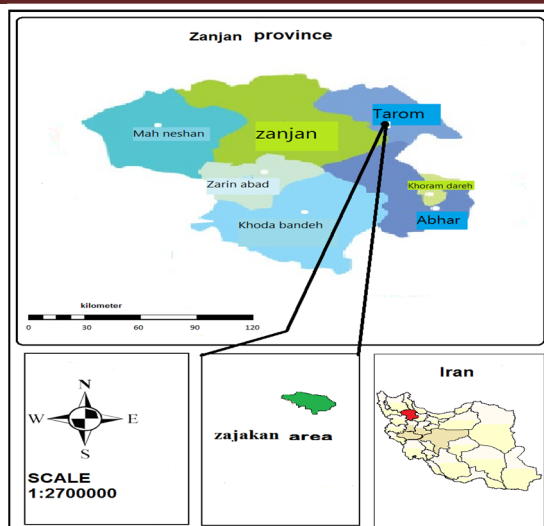 Zanjan province
Tarom
Mah neshan
zanjan
Zarin abad
Khoram dareh
Abhar
Khoda bandeh
kilometer
0 30 60 90 120
N
W E
S
SCALE
1:2700000
zajakan area
Iran